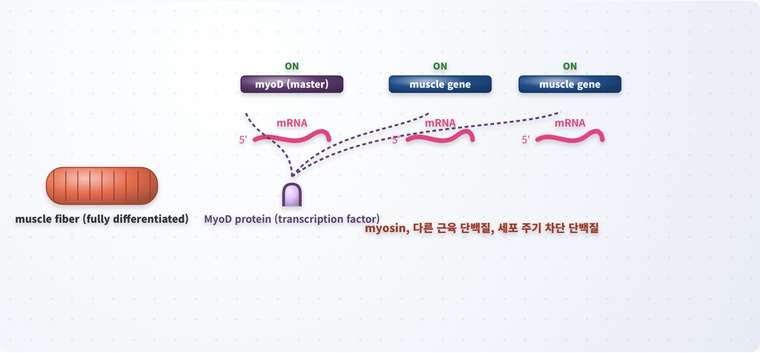 ON
ON
ON
myoD (master)
muscle gene
muscle gene
mRNA
mRNA
mRNA
5'
5'
5'
muscle fiber (fully differentiated)
MyoD protein (transcription factor)
myosin, 다른 근육 단백질, 세포 주기 차단 단백질